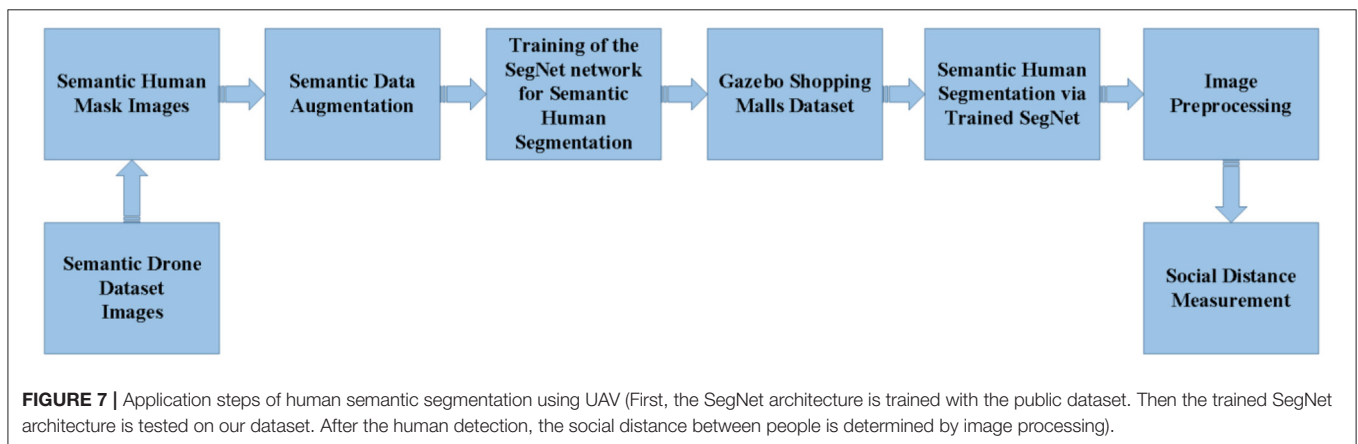 Semantic Human
Mask Images
Semantic Data
Augmentation
Training of the
SegNet network
for Semantic
Human
Segmentation
Gazebo Shopping
Malls Dataset
Semantic Human
Segmentation via
Trained SegNet
Image
Preprocessing
Semantic Drone
Dataset
Images
Social Distance
Measurement
FIGURE 7 | Application steps of human semantic segmentation using UAV (First, the SegNet architecture is trained with the public dataset. Then the trained SegNet
architecture is tested on our dataset. After the human detection, the social distance between people is determined by image processing).